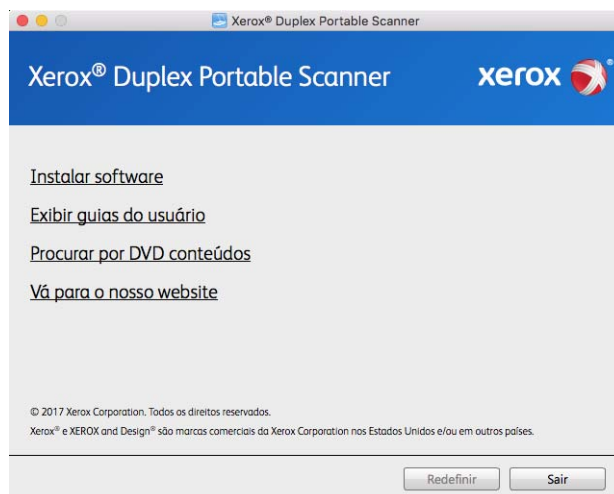 Xerox® Duplex Portable Scanner
Xerox® Duplex Portable Scanner
xerox®
Instalar software
Exibir guias do usuário
Procurar por DVD conteúdos
Vá para o nosso website
© 2017 Xerox Corporation. Todos os direitos reservados.
Xerox® e XEROX and Design® são marcas comerciais da Xerox Corporation nos Estados Unidos e/ou em outros países.
Redefinir
Sair